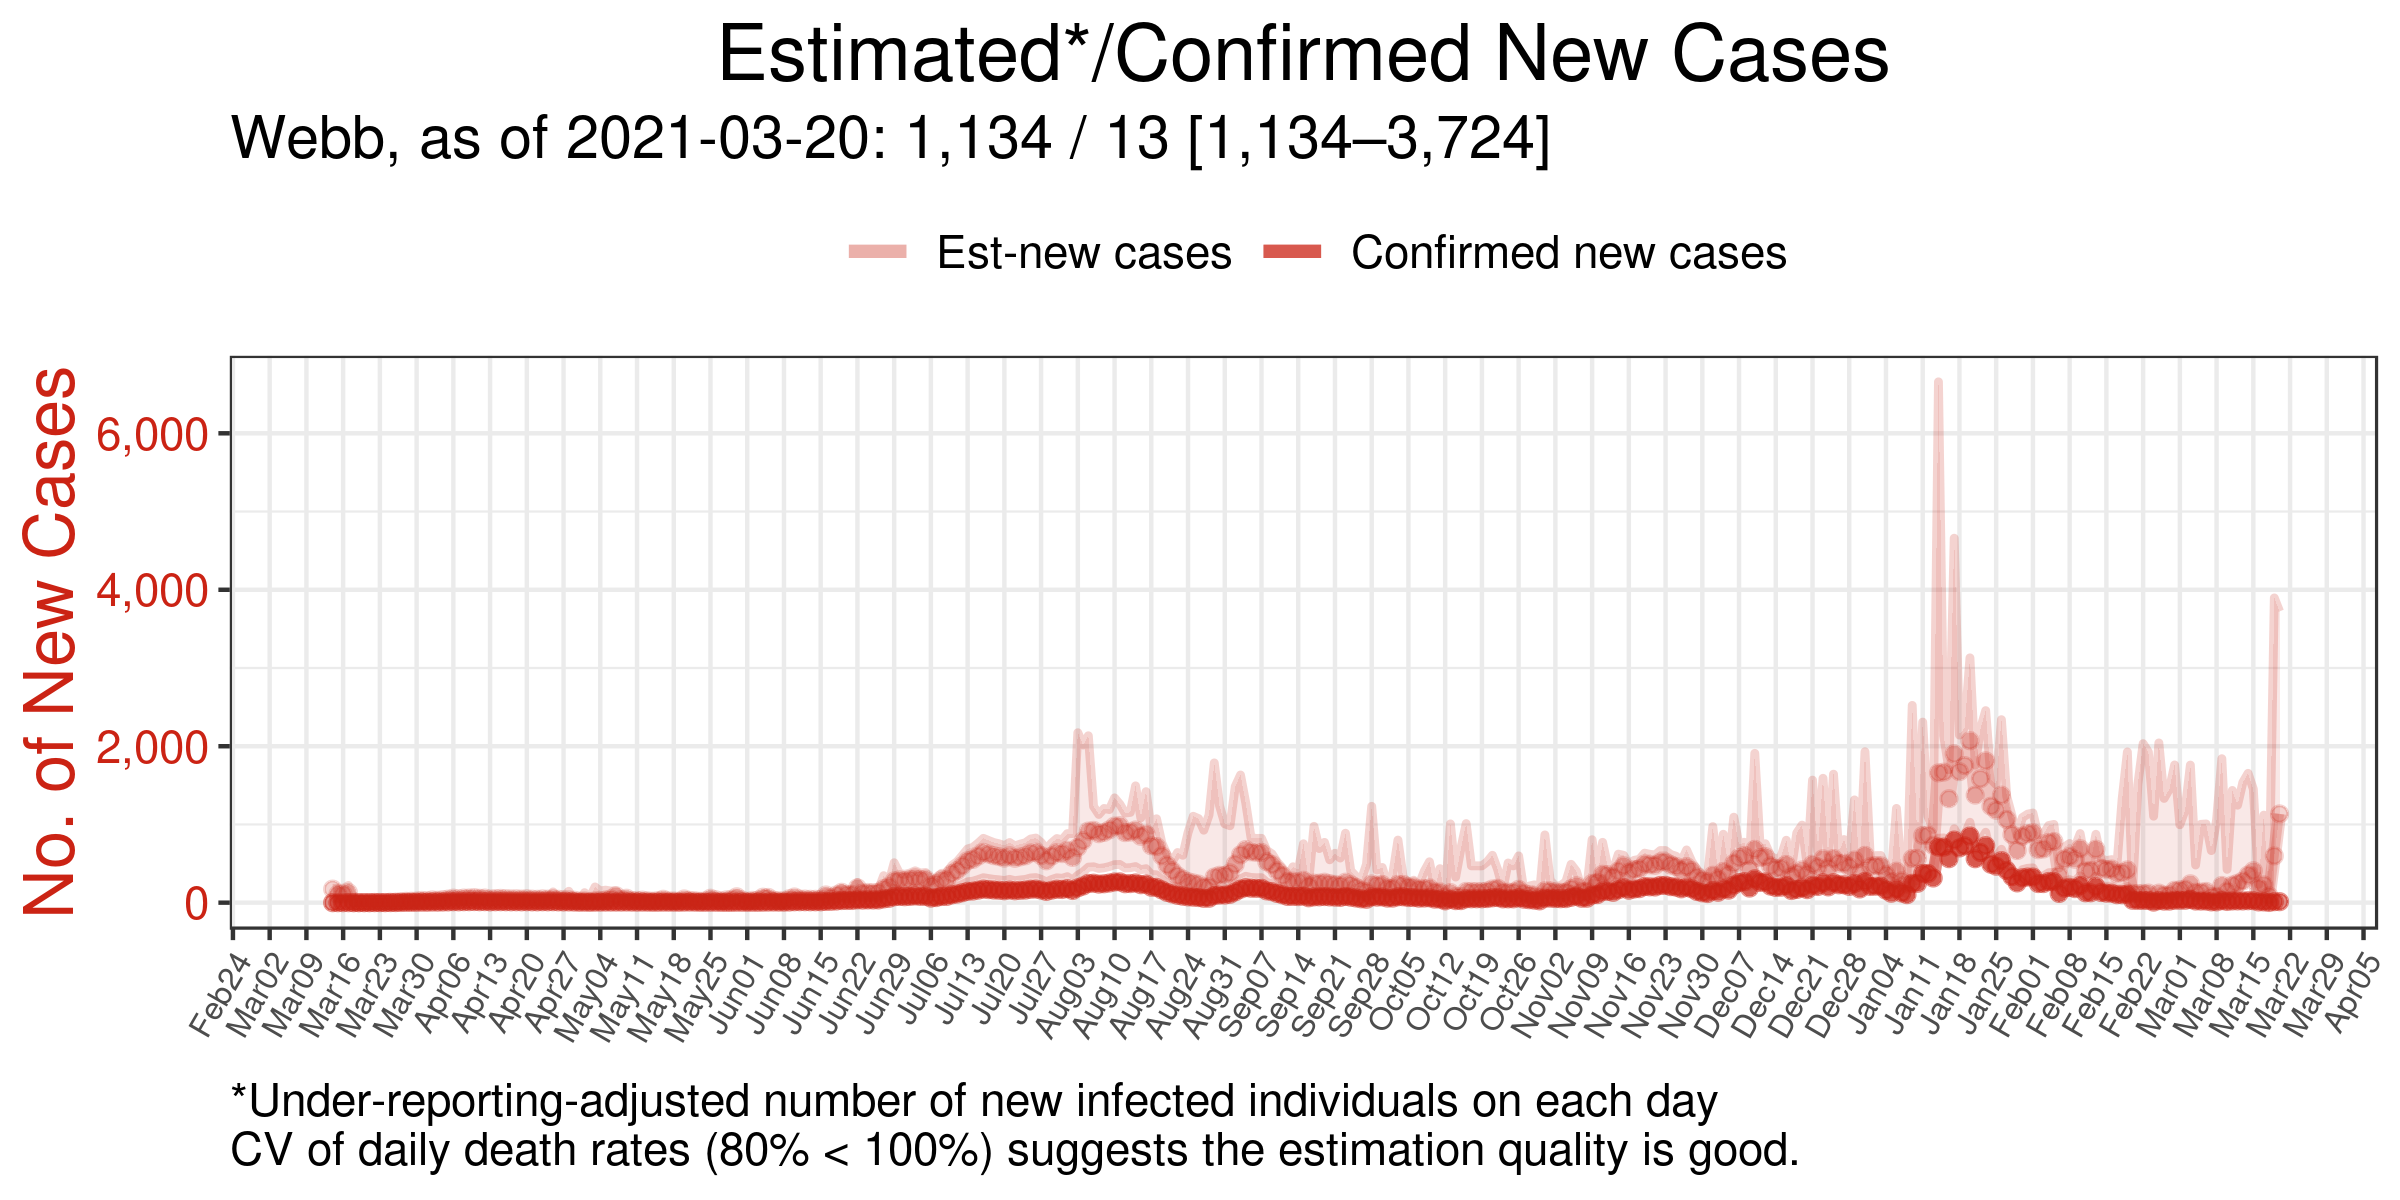 Estimated*/Confirmed New Cases
Webb, as of 2021-03-20: 1,134 / 13 [1,134–3,724]
Est-new cases Confirmed new cases
No. of New Cases
6,000
4,000
2,000
0
Feb24 Mar02 Mar09 Mar16 Mar23 Mar30 Apr06 Apr13 Apr20 Apr27 May04 May11 May18 May25 Jun01 Jun08 Jun15 Jun22 Jun29 Jul06 Jul13 Jul20 Jul27 Aug03 Aug10 Aug17 Aug24 Aug31 Sep07 Sep14 Sep21 Sep28 Oct05 Oct12 Oct19 Oct26 Nov02 Nov09 Nov16 Nov23 Nov30 Dec07 Dec14 Dec21 Dec28 Jan04 Jan11 Jan18 Jan25 Feb01 Feb08 Feb15 Feb22 Mar01 Mar08 Mar15 Mar22 Mar29 Apr05
*Under-reporting-adjusted number of new infected individuals on each day
CV of daily death rates (80% < 100%) suggests the estimation quality is good.